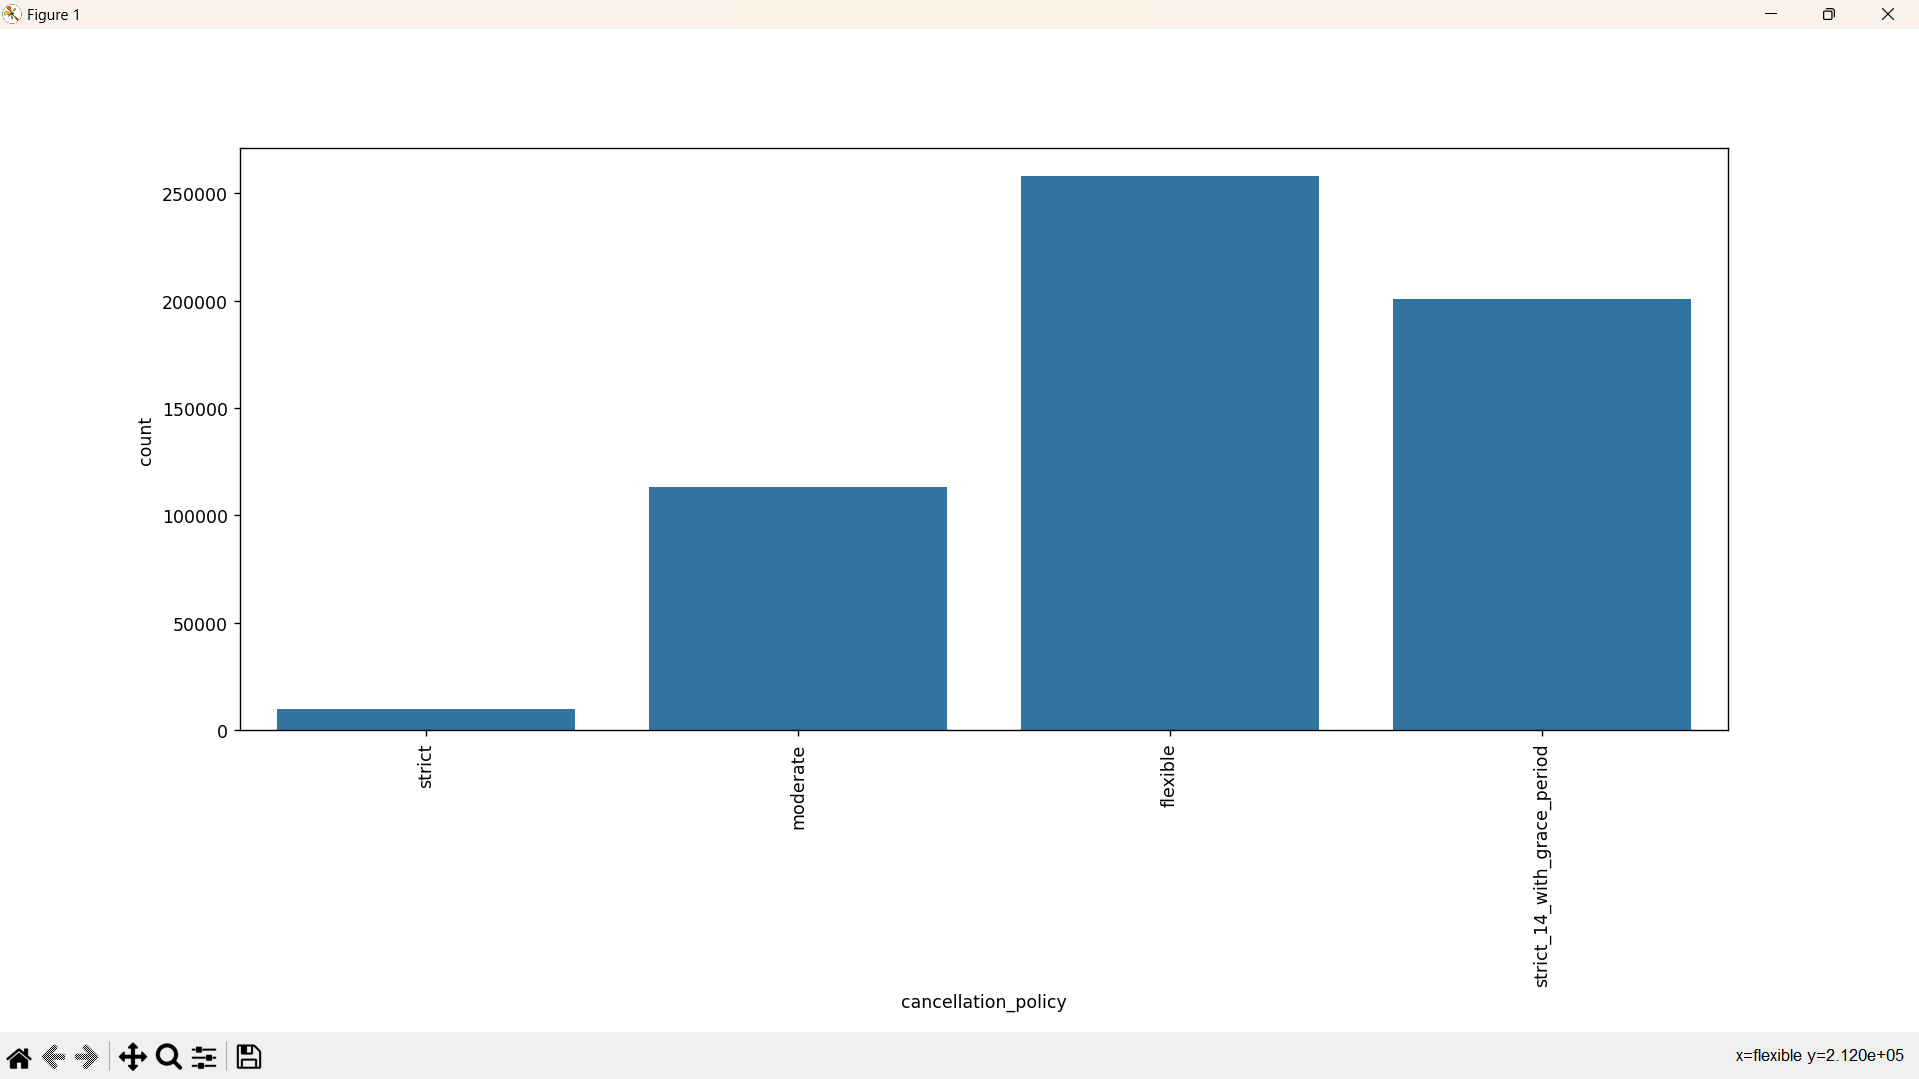 Figure 1
250000
200000
150000
100000
50000
0
count
strict
moderate
flexible
strict_14_with_grace_period
cancellation_policy
x=flexible y=2.120e+05